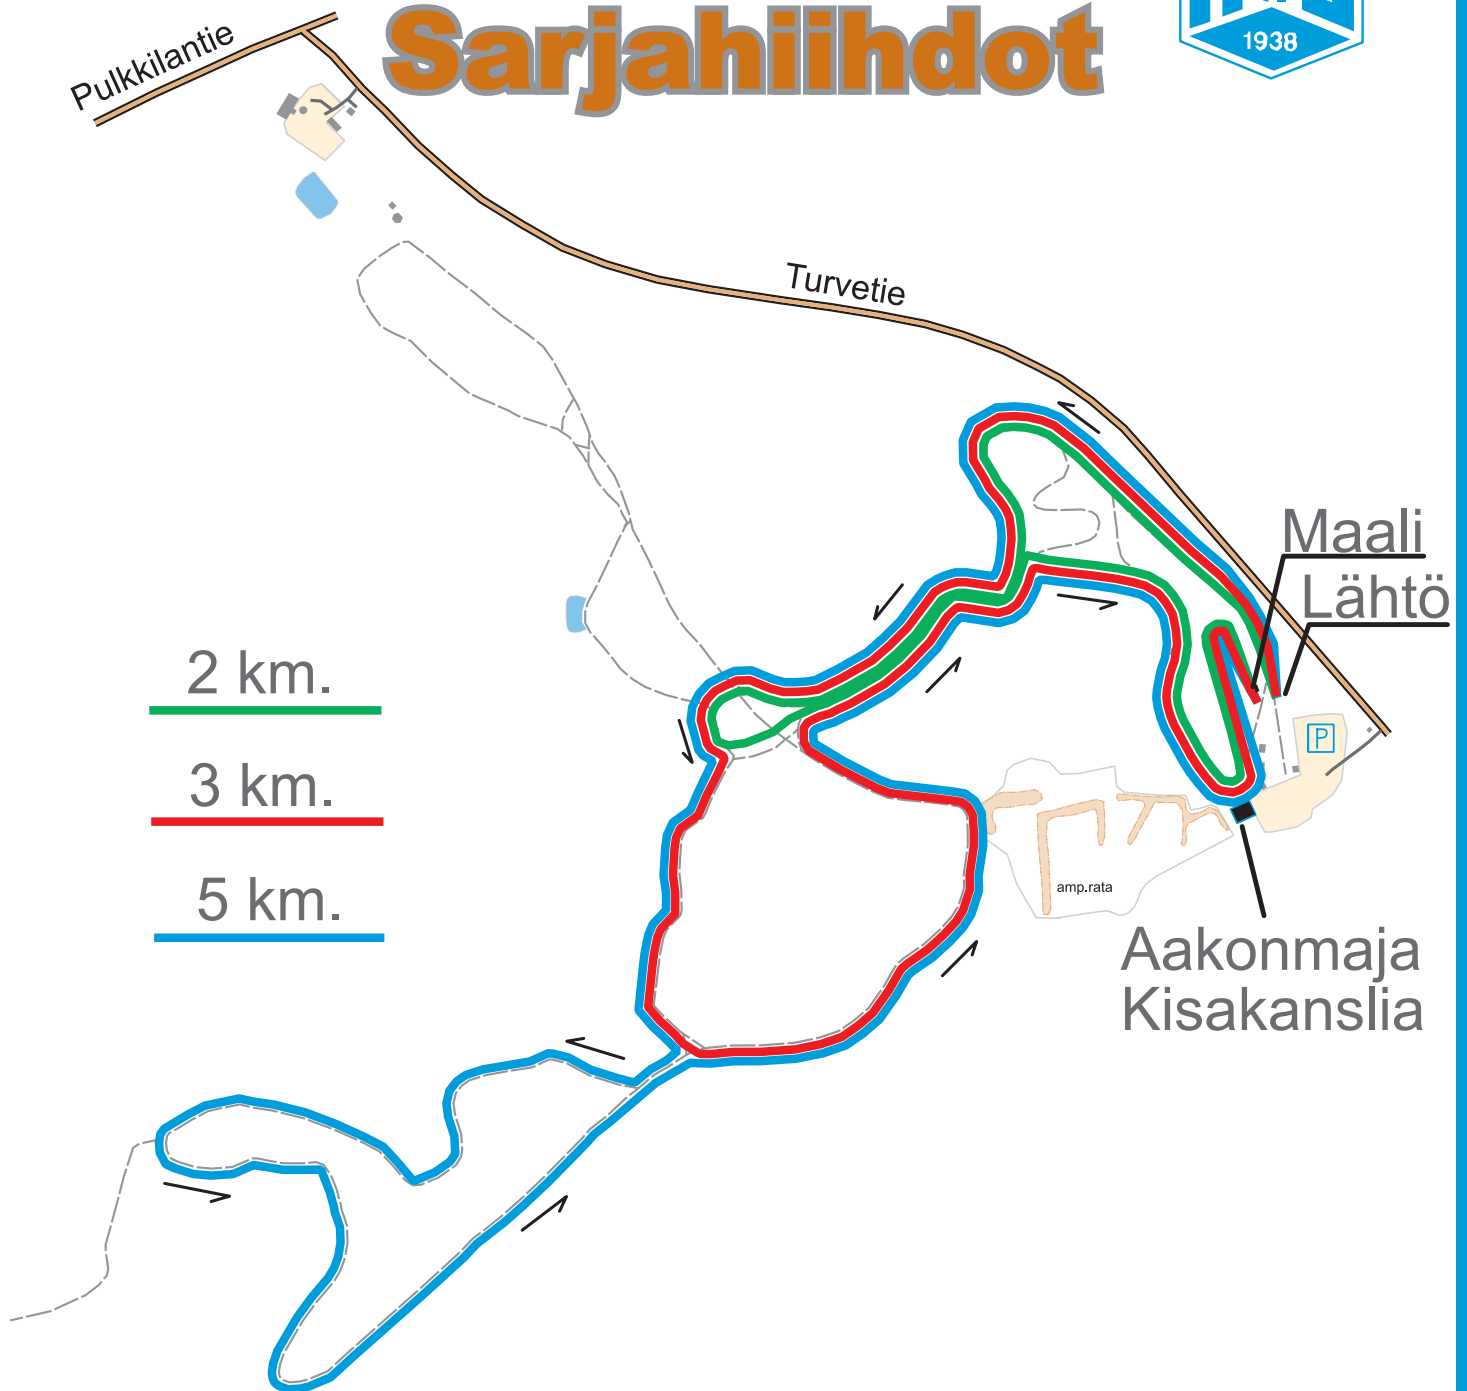 Sarjahiihdot
1938
Pulkkilantie
Turvetie
Maali
Lähtö
2 km.
3 km.
5 km.
P
amp.rata
Aakonmaja
Kisakanslia